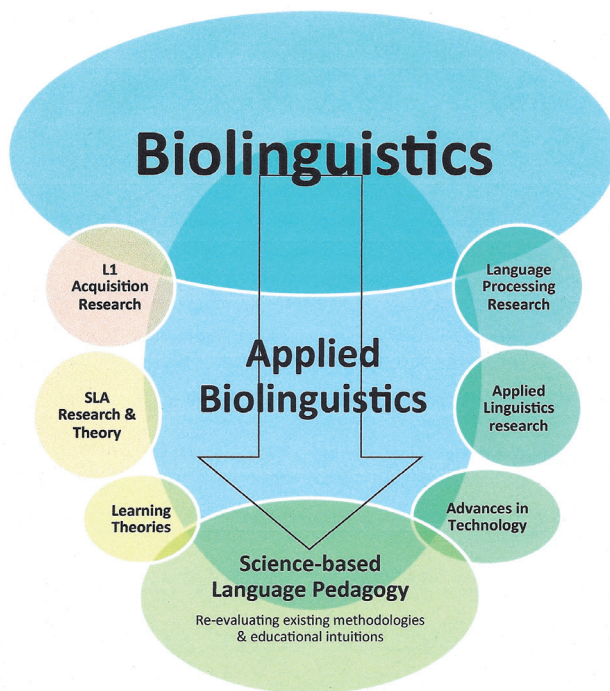 Biolinguistics
L1
Acquisition
Research
Language
Processing
Research
Applied
Biolinguistics
SLA
Research &
Theory
Applied
Linguistics
research
Learning
Theories
Advances in
Technology
Science-based
Language Pedagogy
Re-evaluating existing methodologies
& educational intuitions